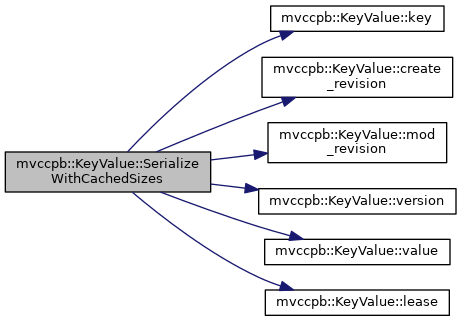 mvccpb::KeyValue::Serialize
WithCachedSizes
mvccpb::KeyValue::key
mvccpb::KeyValue::create
_revision
mvccpb::KeyValue::mod
_revision
mvccpb::KeyValue::version
mvccpb::KeyValue::value
mvccpb::KeyValue::lease